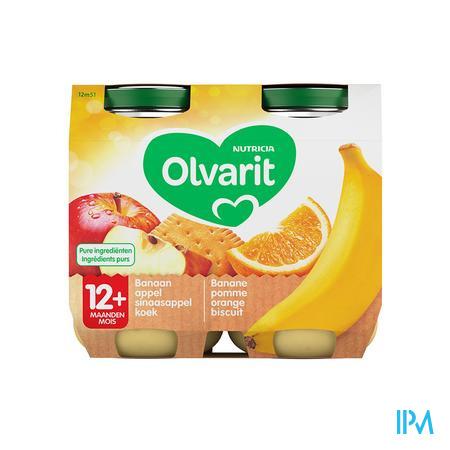 12m51
NUTRICIA
Olvarit
Pure ingrediënten
Ingrédients purs
12+
MAANDEN
MOIS
Banaan
appel
sinaasappel
koek
Banane
pomme
orange
biscuit
IPM